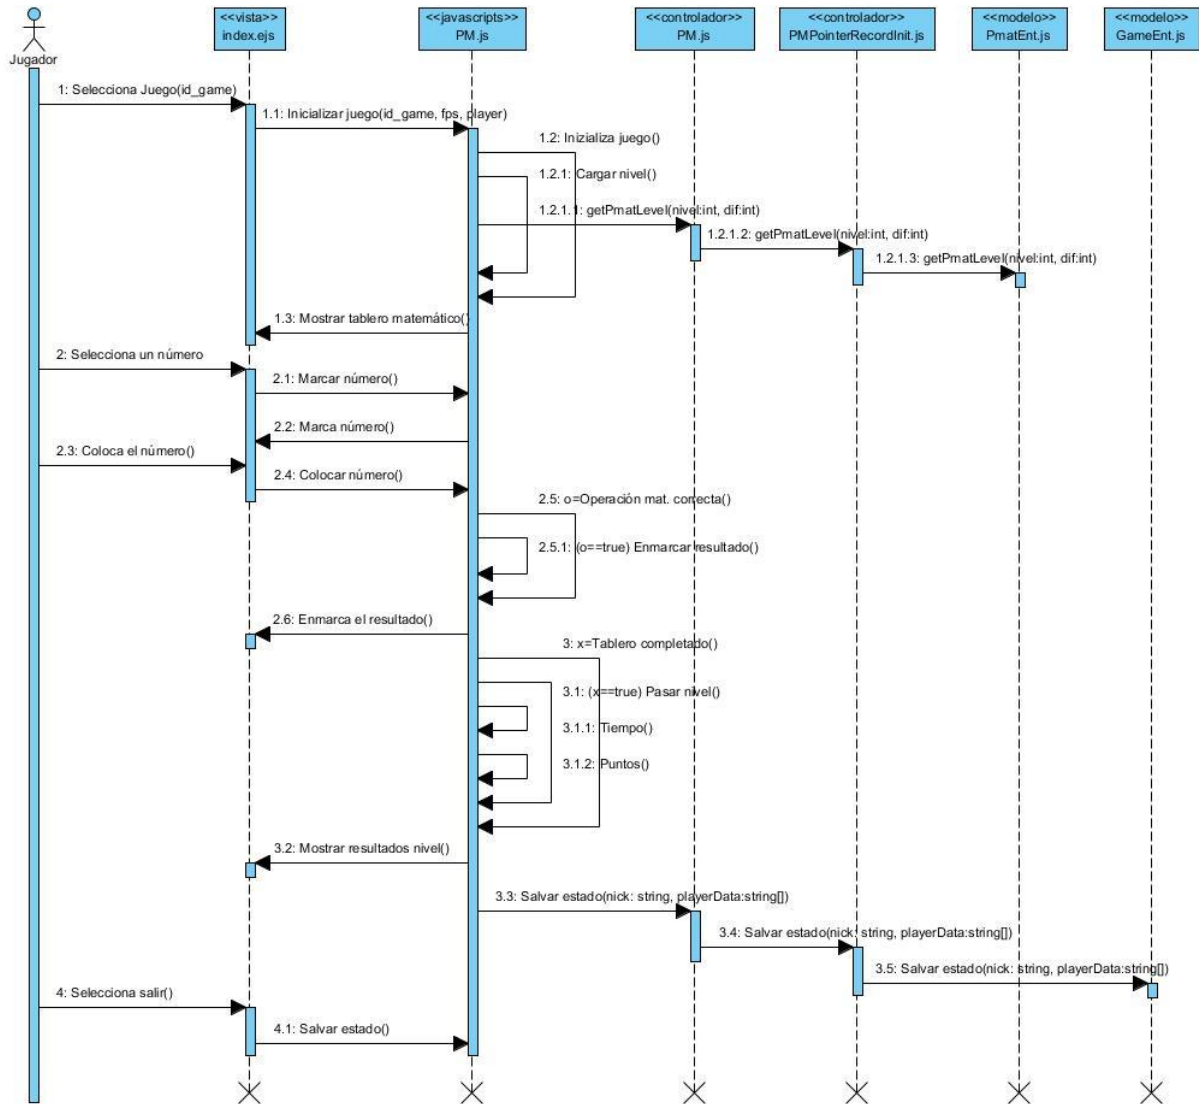 <<vista>>
index.ejs
<<javascripts>>
PM.js
<<controlador>>
PM.js
<<controlador>>
PMPointerRecordInit.js
<<modelo>>
PmatEnt.js
<<modelo>>
GameEnt.js
Jugador
1: Selecciona Juego(id_game)
1.1: Inicializar juego(id_game, fps, player)
1.2: Inizializa juego()
1.2.1: Cargar nivel()
1.2.1.1: getPmatLevel(nivel:int, dif:int)
1.2.1.2: getPmatLevel(nivel:int, dif:int)
1.2.1.3: getPmatLevel(nivel:int, dif:int)
1.3: Mostrar tablero matemático()
2: Selecciona un número
2.1: Marcar número()
2.2: Marca número()
2.3: Coloca el número()
2.4: Colocar número()
2.5: o=Operación mat. correcta()
2.5.1: (o==true) Enmarcar resultado()
2.6: Enmarca el resultado()
3: x=Tablero completado()
3.1: (x==true) Pasar nivel()
3.1.1: Tiempo()
3.1.2: Puntos()
3.2: Mostrar resultados nivel()
3.3: Salvar estado(nick: string, playerData:string[])
3.4: Salvar estado(nick: string, playerData:string[])
3.5: Salvar estado(nick: string, playerData:string[])
4: Selecciona salir()
4.1: Salvar estado()